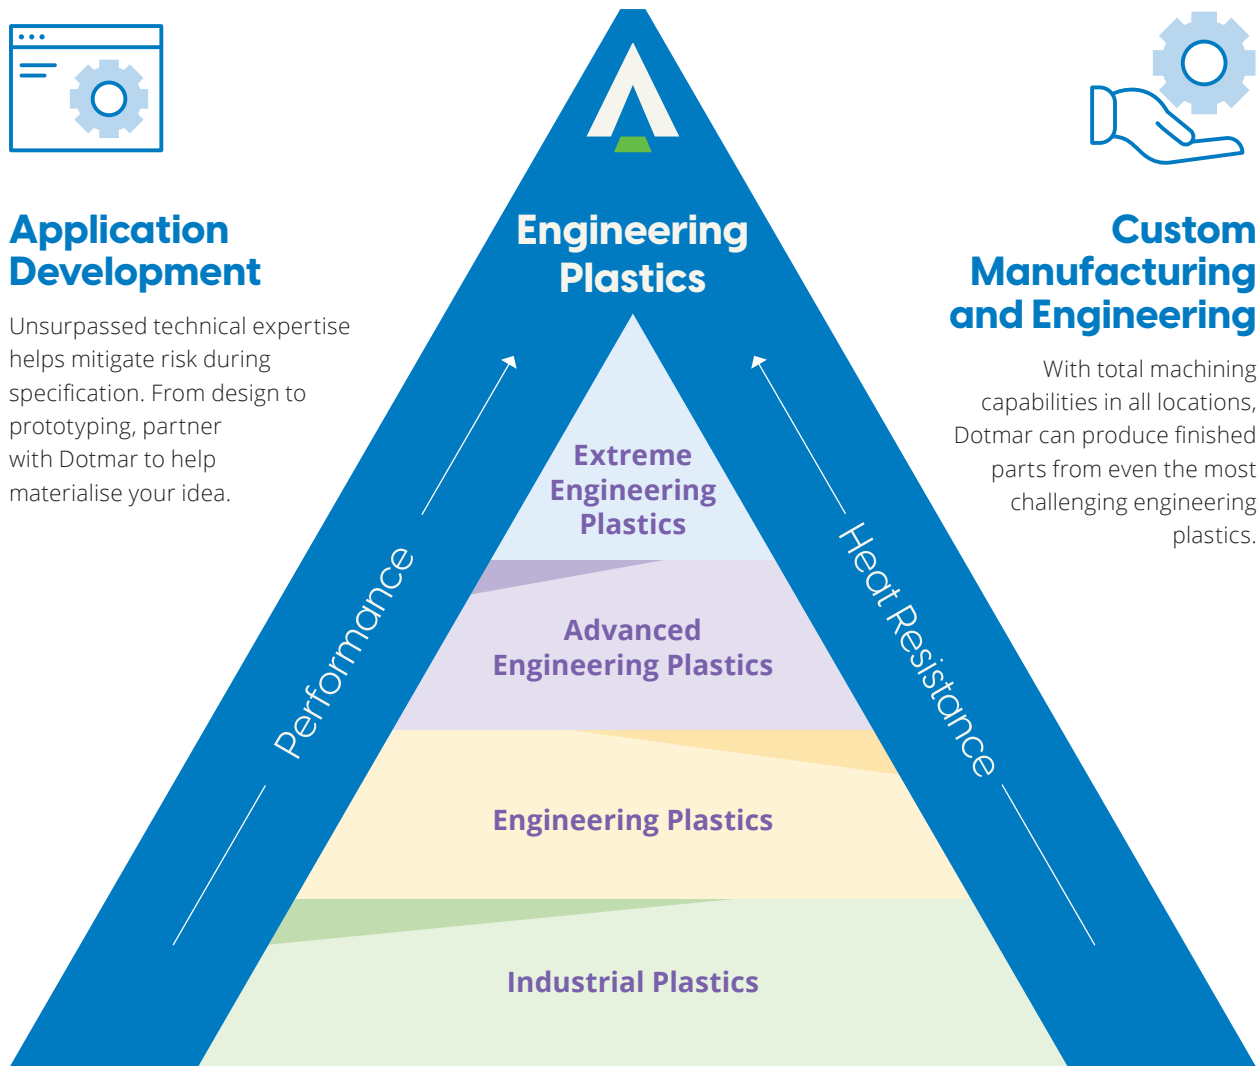 Application
Development
Unsurpassed technical expertise
helps mitigate risk during
specification. From design to
prototyping, partner
with Dotmar to help
materialise your idea.
Engineering
Plastics
Performance
Heat Resistance
Extreme
Engineering
Plastics
Advanced
Engineering Plastics
Engineering Plastics
Industrial Plastics
Custom
Manufacturing
and Engineering
With total machining
capabilities in all locations,
Dotmar can produce finished
parts from even the most
challenging engineering
plastics.